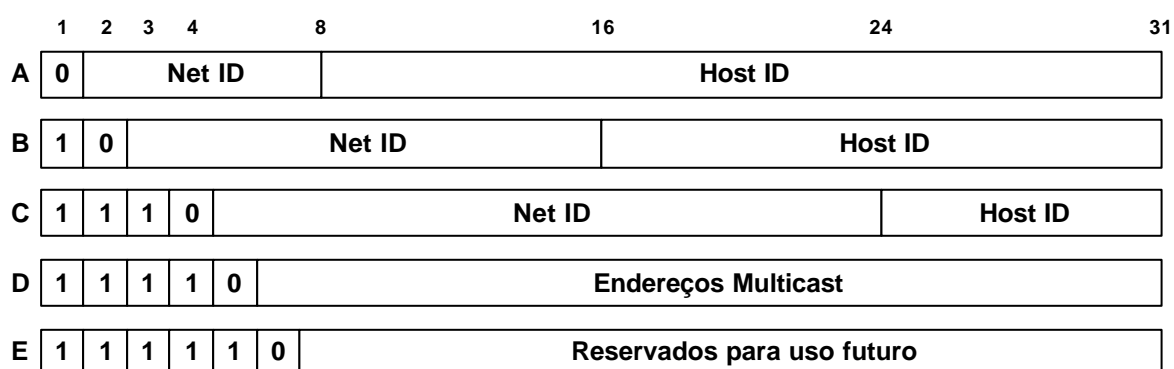 1 2 3 4 8 16 24 31
A 0 Net ID Host ID
B 1 0 Net ID Host ID
C 1 1 1 0 Net ID Host ID
D 1 1 1 1 0 Endereços Multicast
E 1 1 1 1 1 0 Reservados para uso futuro